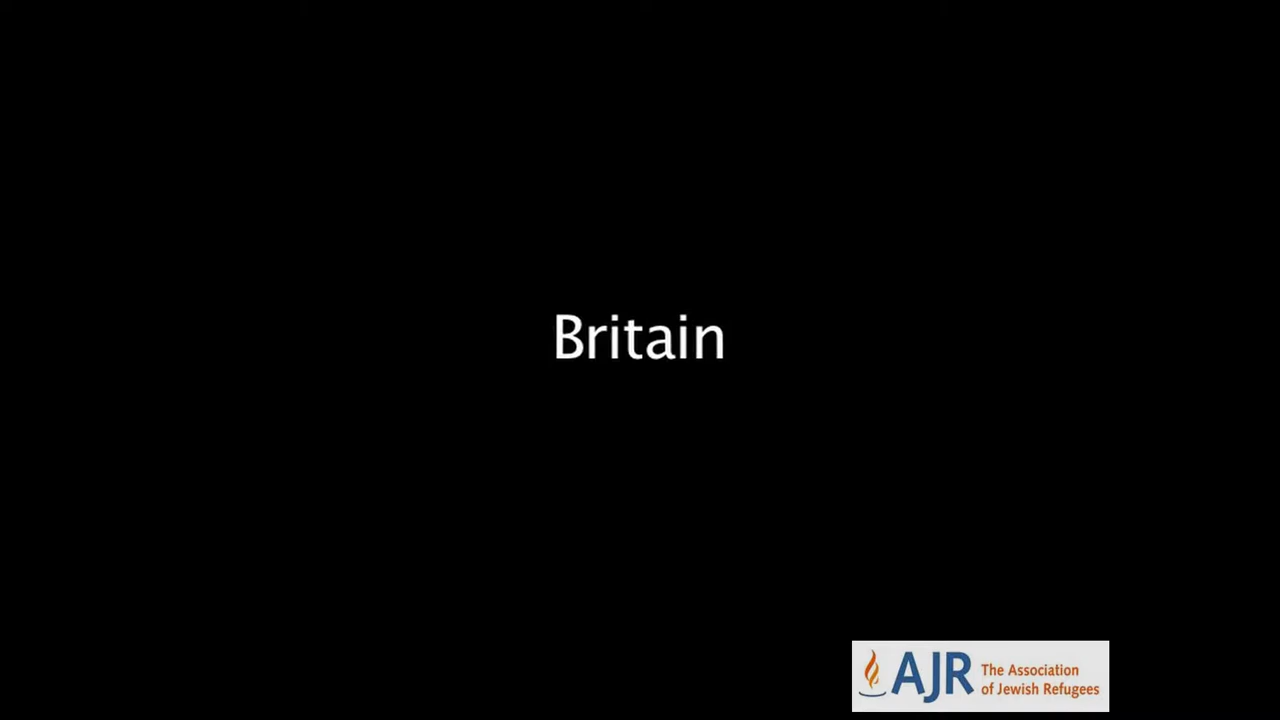 Britain
AJR
The Association
of Jewish Refugees